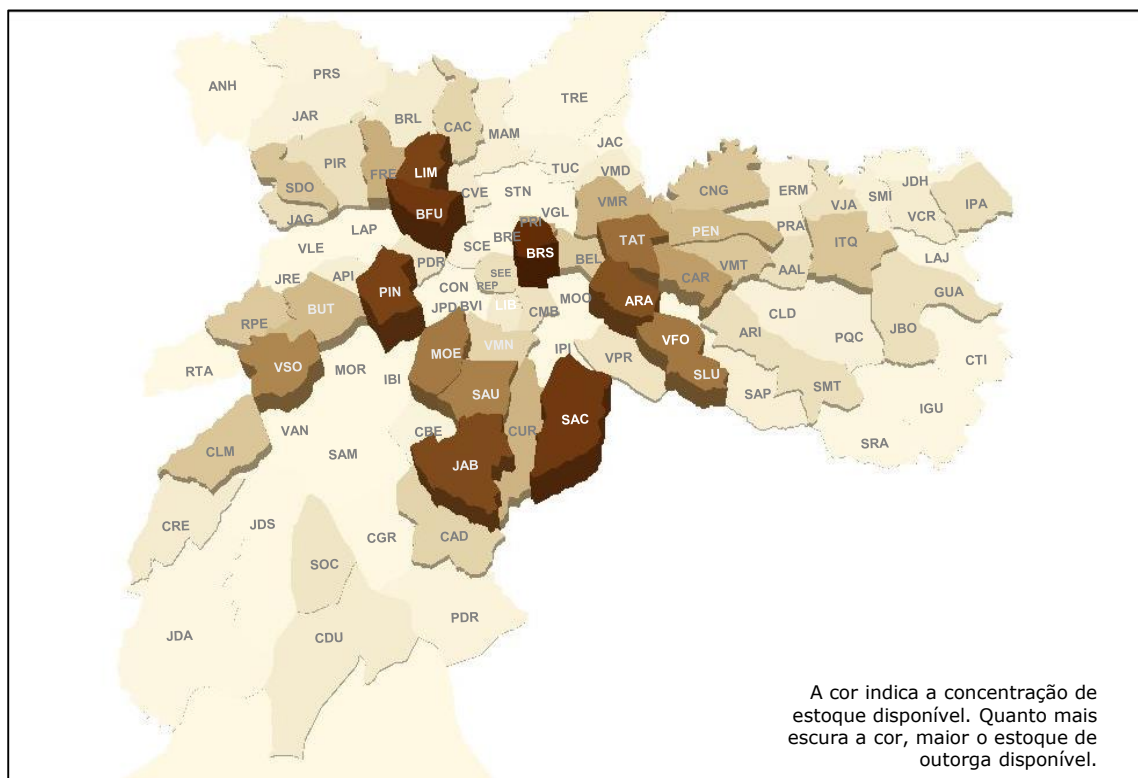 PRS
ANH
TRE
JAR
BRL
CAC
MAM
JAC
PIR
FRE
LIM
TUC
VMD
SDO
CVE
STN
CNG
ERM
JDH
SMI
VJA
IPA
JAG
BFU
VGL
VMR
PRI
VCR
LAP
VLE
SCE
BRE
BRS
TAT
PEN
PRA
ITQ
PDR
SEE
BEL
CAR
VMT
AAL
LAJ
JRE
API
PIN
CON
REP
MOO
ARA
GUA
RPE
BUT
JPD
BVI
LIB
CMB
CLD
ARI
JBO
VSO
MOE
VMN
IPI
VPR
VFO
PQC
CTI
RTA
MOR
IBI
SAU
SLU
SAP
SMT
IGU
VAN
CBE
CUR
SAC
SRA
CLM
SAM
JAB
CRE
JDS
CGR
CAD
SOC
PDR
JDA
CDU
A cor indica a concentração de
estoque disponível. Quanto mais
escura a cor, maior o estoque de
outorga disponível.